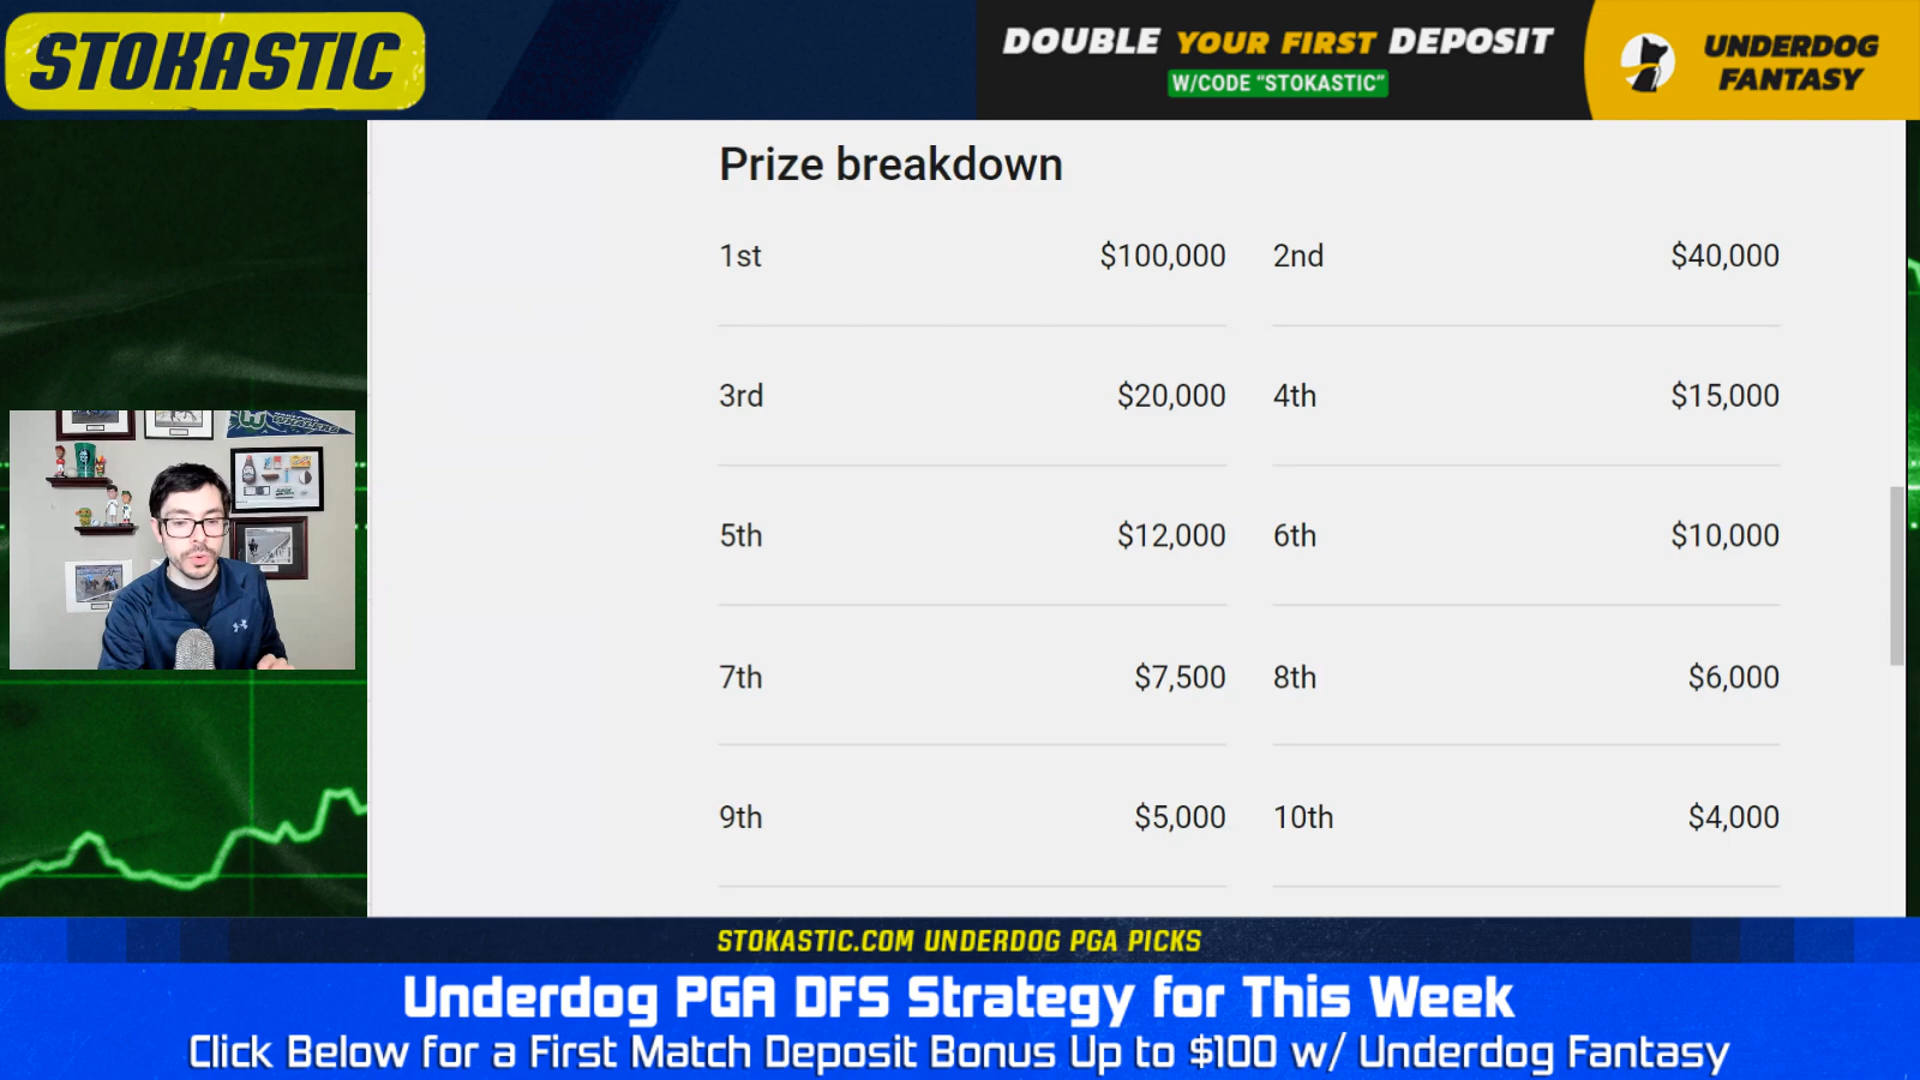 STOKASTIC
DOUBLE YOUR FIRST DEPOSIT
W/CODE "STOKASTIC"
UNDERDOG
FANTASY
Prize breakdown
1st $100,000 2nd $40,000
3rd $20,000 4th $15,000
5th $12,000 6th $10,000
7th $7,500 8th $6,000
9th $5,000 10th $4,000
WHALERS
STOKASTIC.COM UNDERDOG PGA PICKS
Underdog PGA DFS Strategy for This Week
Click Below for a First Match Deposit Bonus Up to $100 w/ Underdog Fantasy